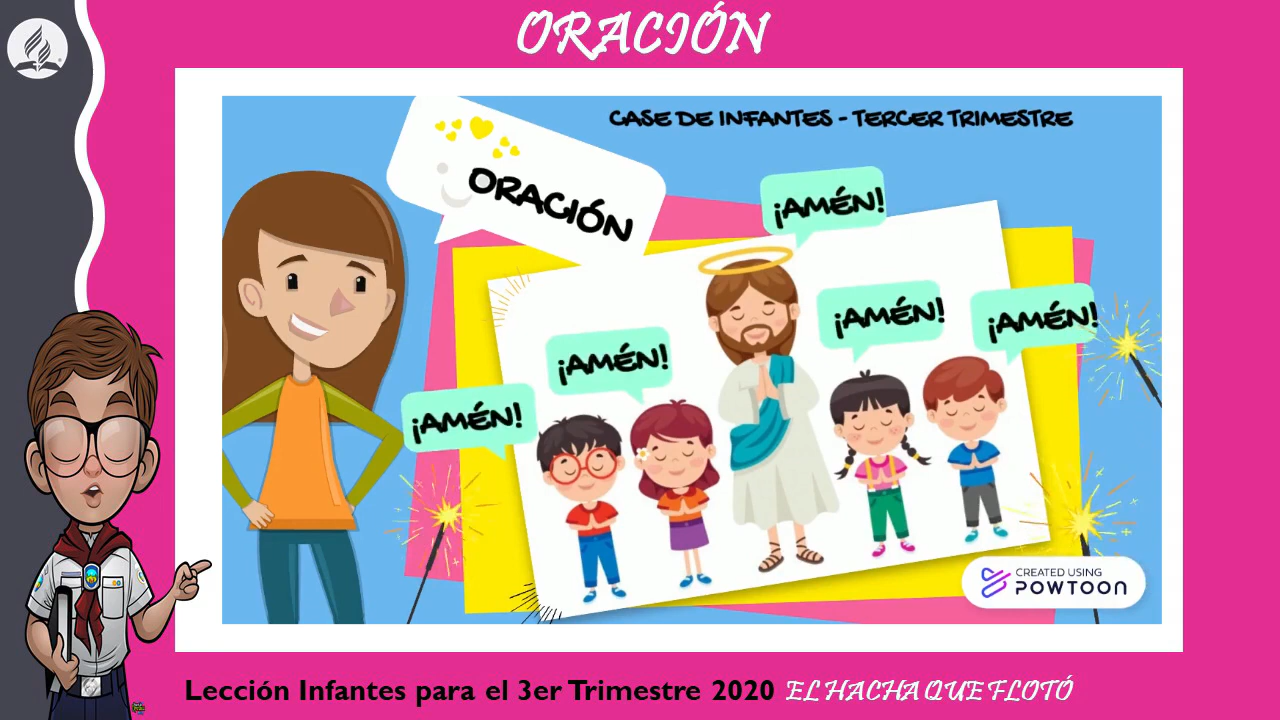 ORACIÓN
CASE DE INFANTES - TERCER TRIMESTRE
ORACIÓN
¡AMÉN!
¡AMÉN!
¡AMÉN!
¡AMÉN!
¡AMÉN!
CREATED USING
POWTOON
Lección Infantes para el 3er Trimestre 2020 EL HACHA QUE FLOTÓ